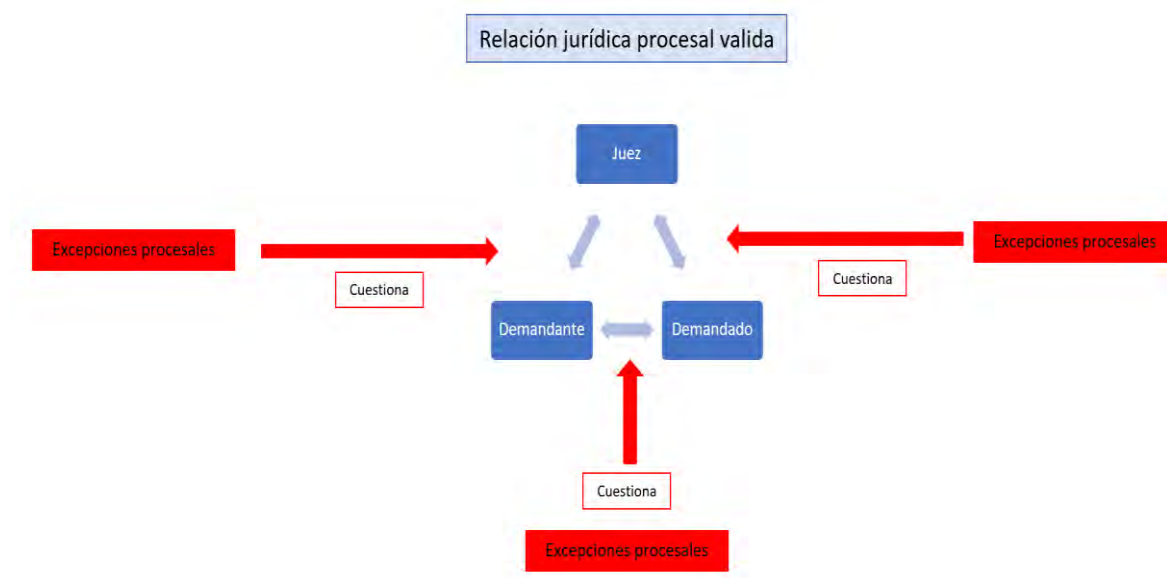 Relación jurídica procesal valida
Juez
Excepciones procesales
Cuestiona
Excepciones procesales
Cuestiona
Demandante
Demandado
Cuestiona
Excepciones procesales